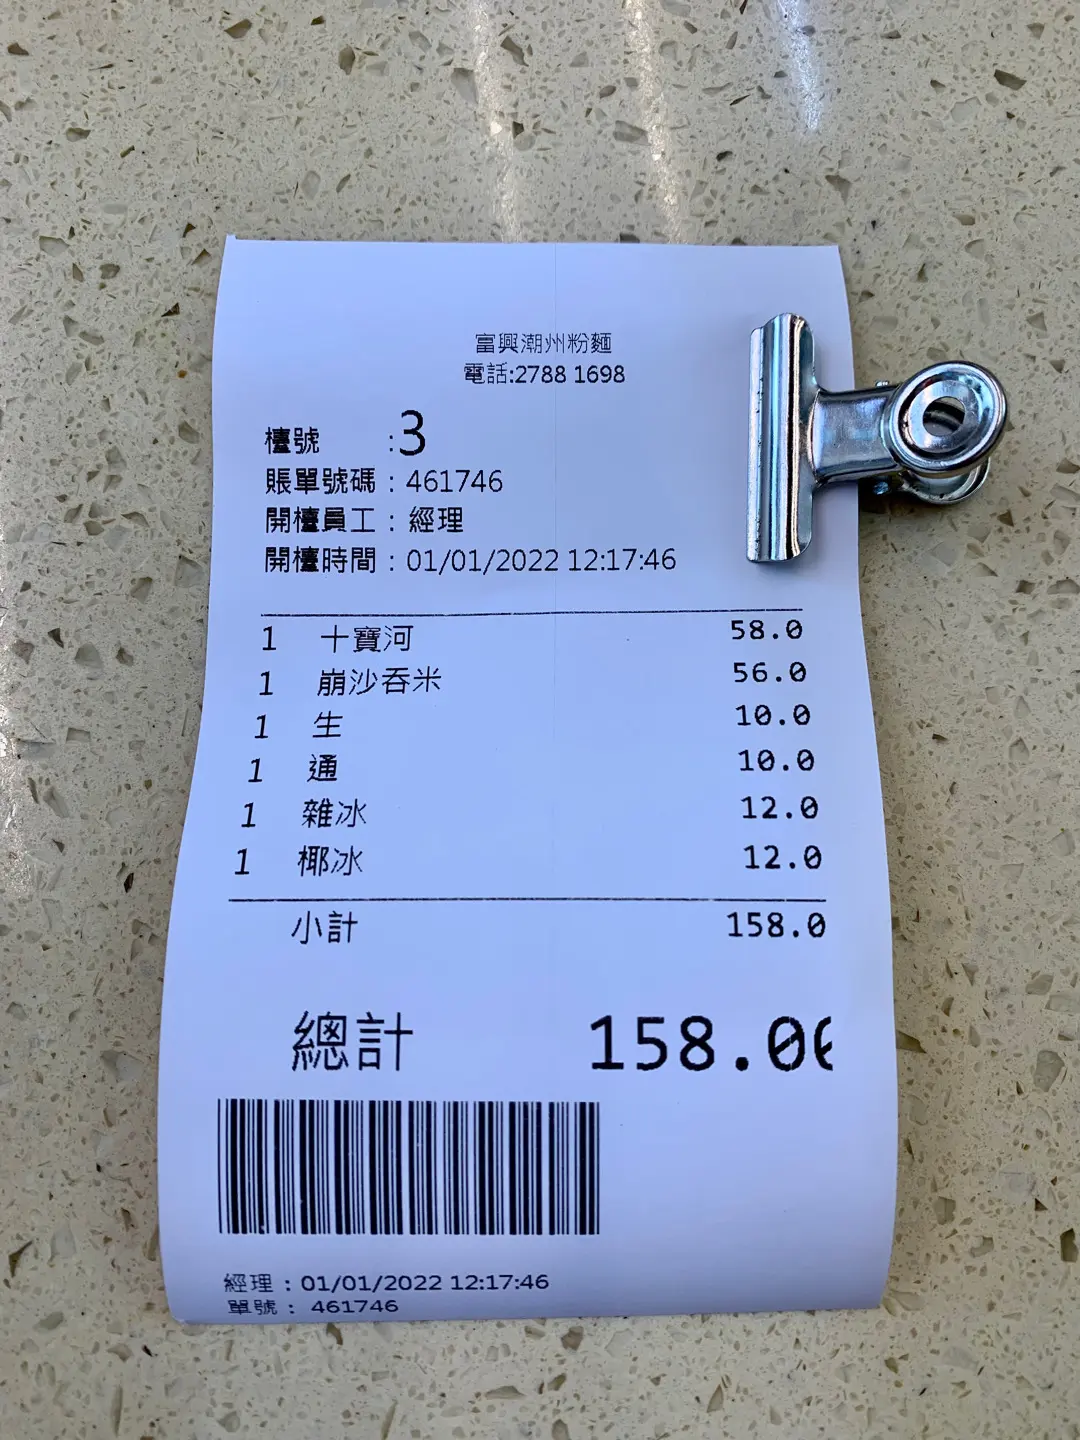 富興潮州粉麵
電話:2788 1698
檯號 :3
賬單號碼 : 461746
開檯員工 : 經理
開檯時間 : 01/01/2022 12:17:46
1 十寶河 58.0
1 崩沙吞米 56.0
1 生 10.0
1 通 10.0
1 雜冰 12.0
1 椰冰 12.0
小計 158.0
總計 158.00
經理 : 01/01/2022 12:17:46
單號 : 461746